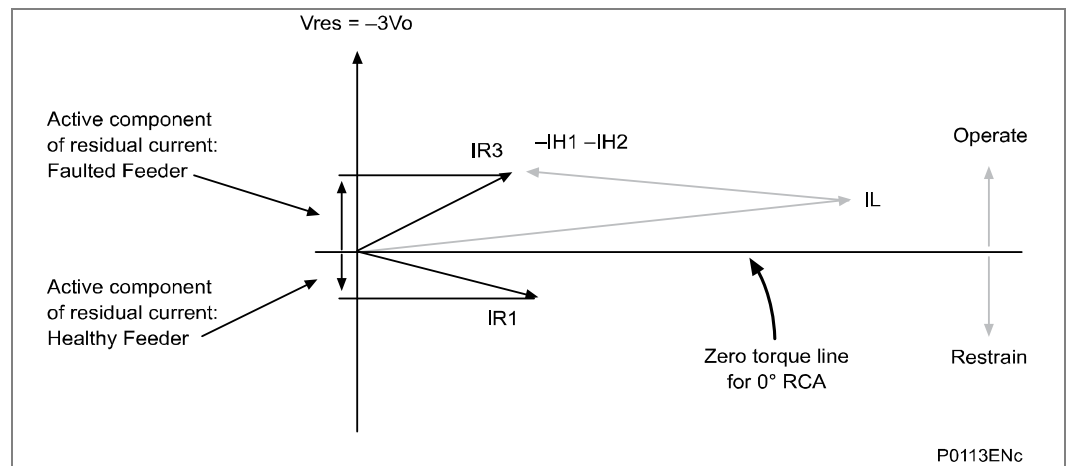 Vres = –3Vo
Active component
of residual current:
Faulted Feeder
IR3
–IH1 –IH2
Operate
IL
Active component
of residual current:
Healthy Feeder
IR1
Zero torque line
for 0° RCA
Restrain
P0113ENc